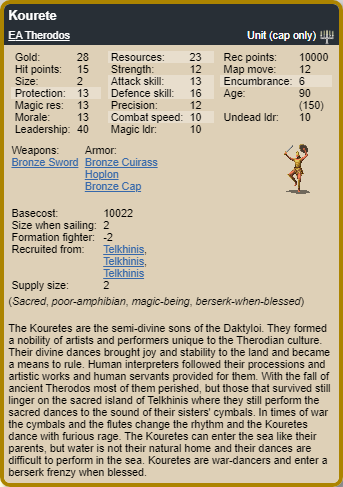 Kourete
EA Therodos Unit (cap only)
Gold: 28 Resources: 23 Rec points: 10000
Hit points: 15 Strength: 12 Map move: 12
Size: 2 Attack skill: 13 Encumbrance: 6
Protection: 13 Defence skill: 16 Age: 90
Magic res: 13 Precision: 12 (150)
Morale: 13 Combat speed: 10 Undead ldr: 10
Leadership: 40 Magic ldr: 10
Weapons: Armor:
Bronze Sword Bronze Cuirass
Hoplon
Bronze Cap
Basecost: 10022
Size when sailing: 2
Formation fighter: -2
Recruited from: Telkhinis,
Telkhinis,
Telkhinis
Supply size: 2
(Sacred, poor-amphibian, magic-being, berserk-when-blessed)
The Kouretes are the semi-divine sons of the Daktyloi. They formed
a nobility of artists and performers unique to the Therodian culture.
Their divine dances brought joy and stability to the land and became
a means to rule. Human interpreters followed their processions and
artistic works and human servants provided for them. With the fall of
ancient Therodos most of them perished, but those that survived still
linger on the sacred island of Telkhinis where they still perform the
sacred dances to the sound of their sisters' cymbals. In times of war
the cymbals and the flutes change the rhythm and the Kouretes
dance with furious rage. The Kouretes can enter the sea like their
parents, but water is not their natural home and their dances are
difficult to perform in the sea. Kouretes are war-dancers and enter a
berserk frenzy when blessed.